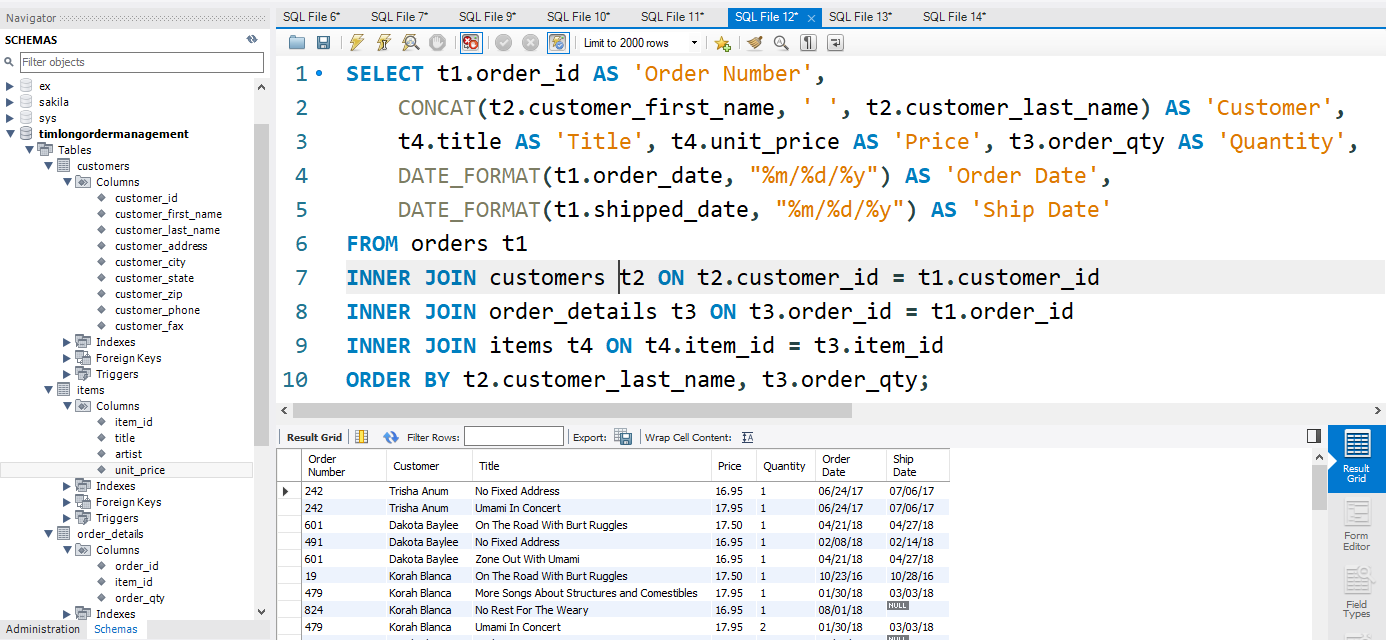 Navigator
SCHEMAS
Filter objects
ex
sakila
sys
timlongordermanagement
Tables
customers
Columns
customer_id
customer_first_name
customer_last_name
customer_address
customer_city
customer_state
customer_zip
customer_phone
customer_fax
Indexes
Foreign Keys
Triggers
items
Columns
item_id
title
artist
unit_price
Indexes
Foreign Keys
Triggers
order_details
Columns
order_id
item_id
order_qty
Indexes
Administration Schemas
SQL File 6* SQL File 7* SQL File 9* SQL File 10* SQL File 11* SQL File 12* SQL File 13* SQL File 14*
Limit to 2000 rows
1 SELECT t1.order_id AS 'Order Number',
2 CONCAT(t2.customer_first_name, ' ', t2.customer_last_name) AS 'Customer',
3 t4.title AS 'Title', t4.unit_price AS 'Price', t3.order_qty AS 'Quantity',
4 DATE_FORMAT(t1.order_date, "%m/%d/%y") AS 'Order Date',
5 DATE_FORMAT(t1.shipped_date, "%m/%d/%y") AS 'Ship Date'
6 FROM orders t1
7 INNER JOIN customers t2 ON t2.customer_id = t1.customer_id
8 INNER JOIN order_details t3 ON t3.order_id = t1.order_id
9 INNER JOIN items t4 ON t4.item_id = t3.item_id
10 ORDER BY t2.customer_last_name, t3.order_qty;
Result Grid Filter Rows: Export: Wrap Cell Content:
Order Number Customer Title Price Quantity Order Date Ship Date
242 Trisha Anum No Fixed Address 16.95 1 06/24/17 07/06/17
242 Trisha Anum Umami In Concert 17.95 1 06/24/17 07/06/17
601 Dakota Baylee On The Road With Burt Ruggles 17.50 1 04/21/18 04/27/18
491 Dakota Baylee No Fixed Address 16.95 1 02/08/18 02/14/18
601 Dakota Baylee Zone Out With Umami 16.95 1 04/21/18 04/27/18
19 Korah Blanca On The Road With Burt Ruggles 17.50 1 10/23/16 10/28/16
479 Korah Blanca More Songs About Structures and Comestibles 17.95 1 01/30/18 03/03/18
824 Korah Blanca No Rest For The Weary 16.95 1 08/01/18 NULL
479 Korah Blanca Umami In Concert 17.95 2 01/30/18 03/03/18
Result Grid
Form Editor
Field Types